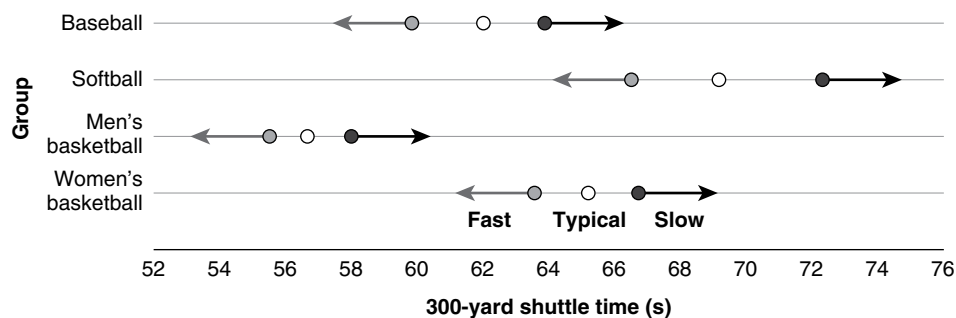 Baseball
Softball
Men's
basketball
Women's
basketball
Group
Fast Typical Slow
52 54 56 58 60 62 64 66 68 70 72 74 76
300-yard shuttle time (s)